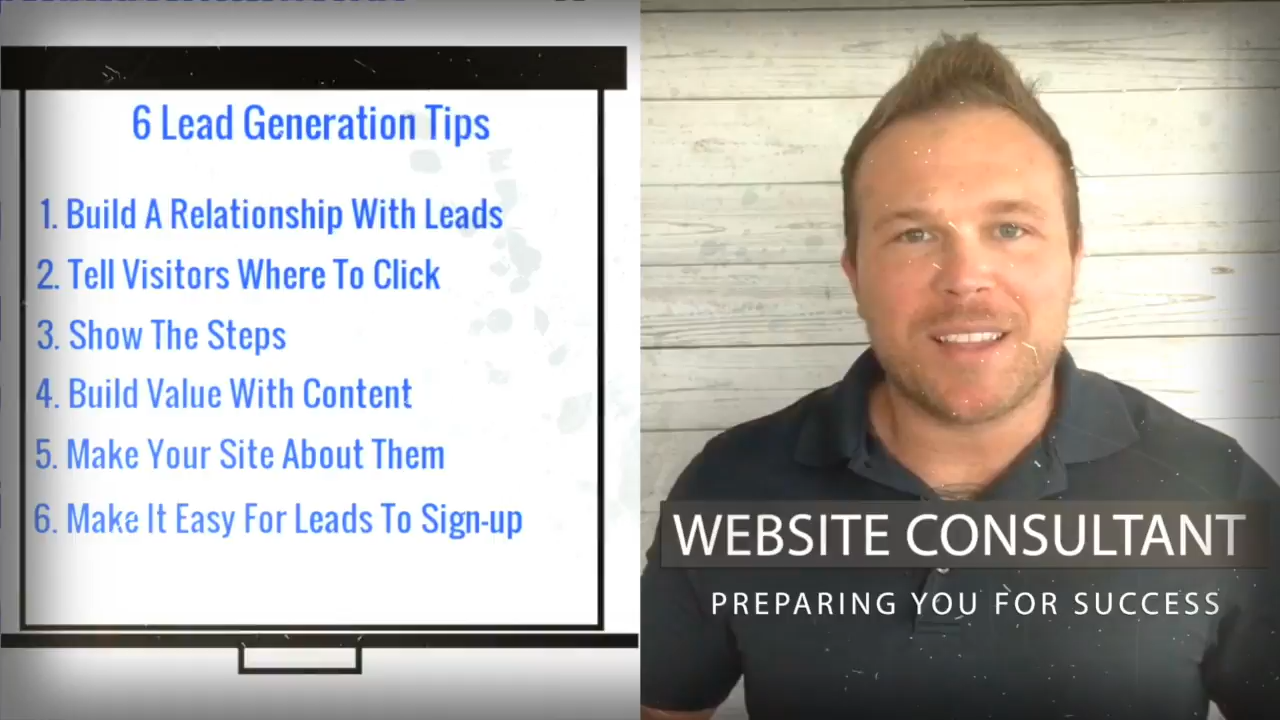 6 Lead Generation Tips
1. Build A Relationship With Leads
2. Tell Visitors Where To Click
3. Show The Steps
4. Build Value With Content
5. Make Your Site About Them
6. Make It Easy For Leads To Sign-up
WEBSITE CONSULTANT
PREPARING YOU FOR SUCCESS